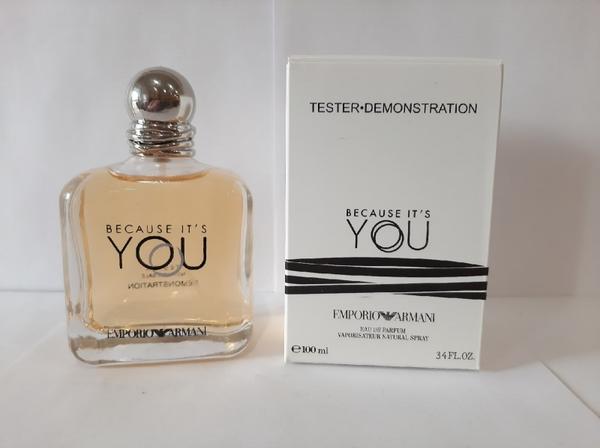 BECAUSE IT'S
YOU
DEMONSTARTION
EMPORIO ARMANI
TESTER•DEMONSTRATION
BECAUSE IT'S
YOU
EMPORIO ARMANI
EAU DE PARFUM
VAPORISATEUR NATURAL SPRAY
℮100 ml
3.4 FL.OZ.